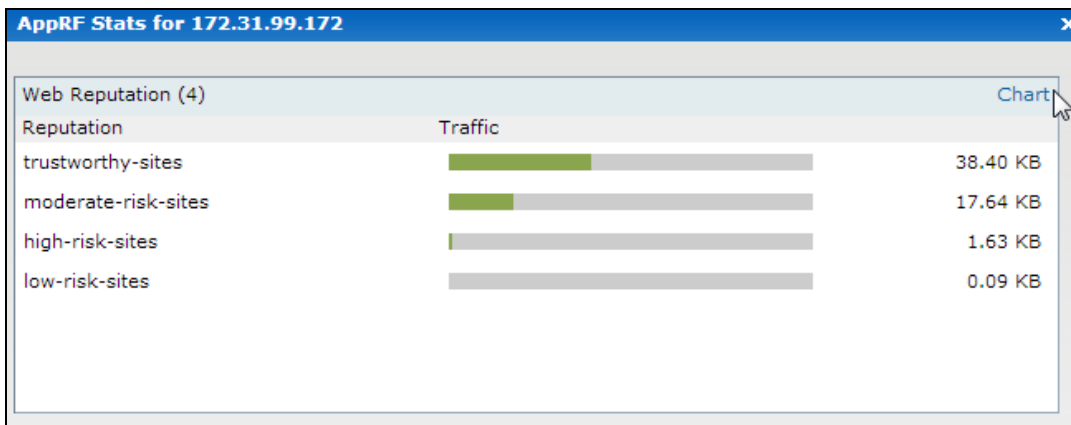 AppRF Stats for 172.31.99.172 x
Web Reputation (4) Chart
Reputation Traffic
trustworthy-sites 38.40 KB
moderate-risk-sites 17.64 KB
high-risk-sites 1.63 KB
low-risk-sites 0.09 KB